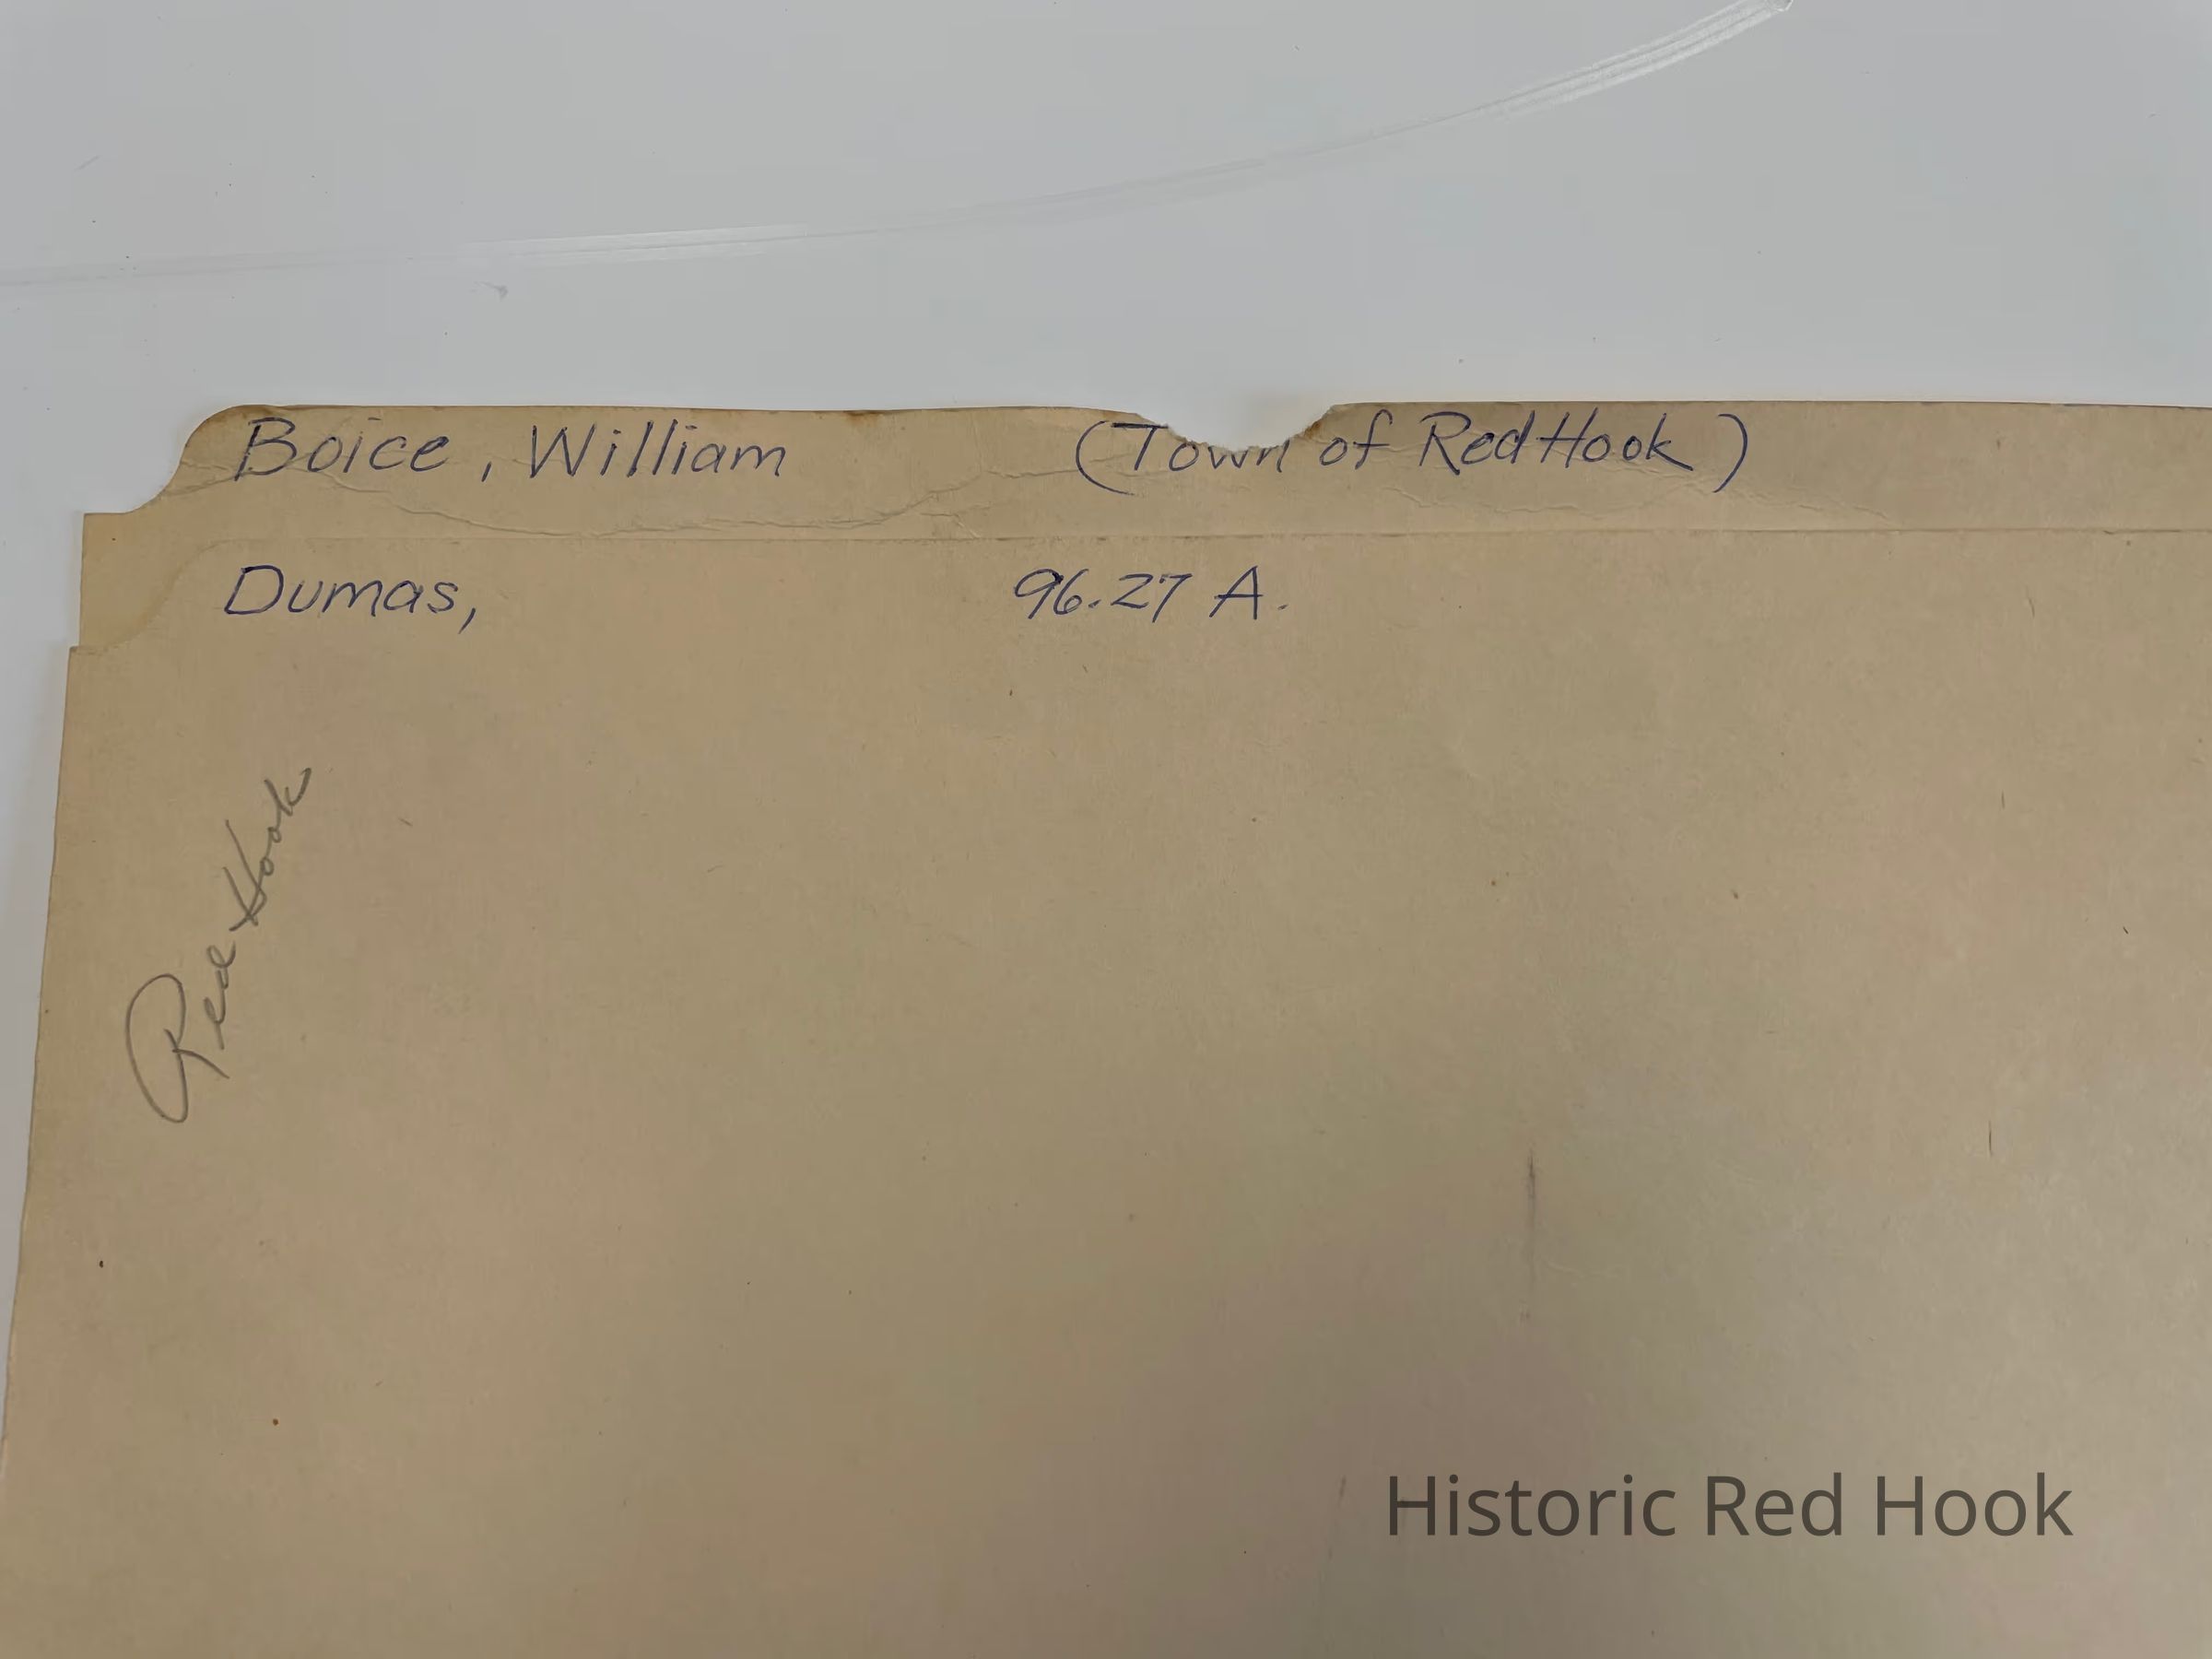 Boice, William (Town of Red Hook)
Dumas, 96.27 A.
Red Hook
Historic Red Hook